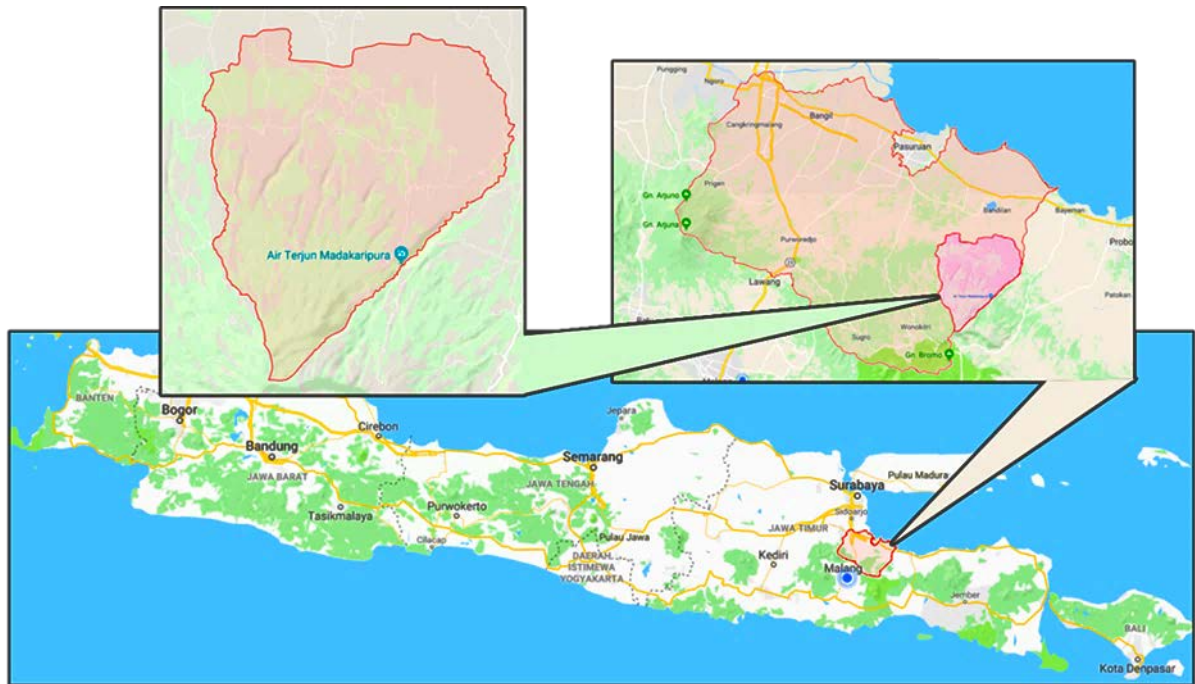 Air Terjun Madakaripura
Pungging
Ngoro
Cangkringmalang
Bangil
Pasuruan
Gn. Arjuno
Prigen
Gn. Arjuna
Bandilan
Bayeman
Purworedjo
Probo
Lawang
Patokan
Wonokitri
Sugro
Gn. Bromo
BANTEN
Bogor
Bandung
JAWA BARAT
Cirebon
Tasikmalaya
Purwokerto
Cilacap
Jepara
Semarang
JAWA TENGAH
Pulau Jawa
DAERAH
ISTIMEWA
YOGYAKARTA
Pulau Madura
Surabaya
Sidoarjo
JAWA TIMUR
Kediri
Malang
Jember
BALI
Kota Denpasar